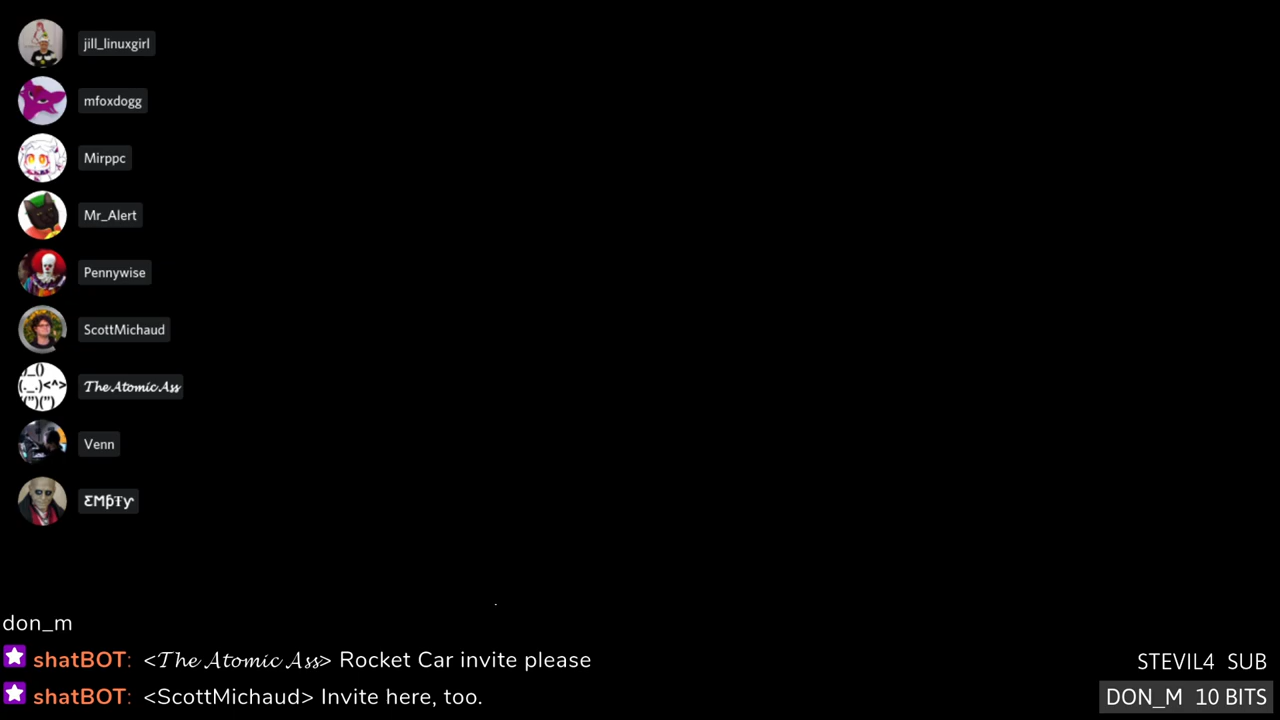 jill_linuxgirl
mfoxdogg
Mirppc
Mr_Alert
Pennywise
ScottMichaud
𝓣𝓱𝓮 𝓐𝓽𝓸𝓶𝓲𝓬 𝓐𝓼𝓼
Venn
ƸMþŦƴ
don_m
shatBOT: <𝓣𝓱𝓮 𝓐𝓽𝓸𝓶𝓲𝓬 𝓐𝓼𝓼> Rocket Car invite please
shatBOT: <ScottMichaud> Invite here, too.
STEVIL4 SUB
DON_M 10 BITS